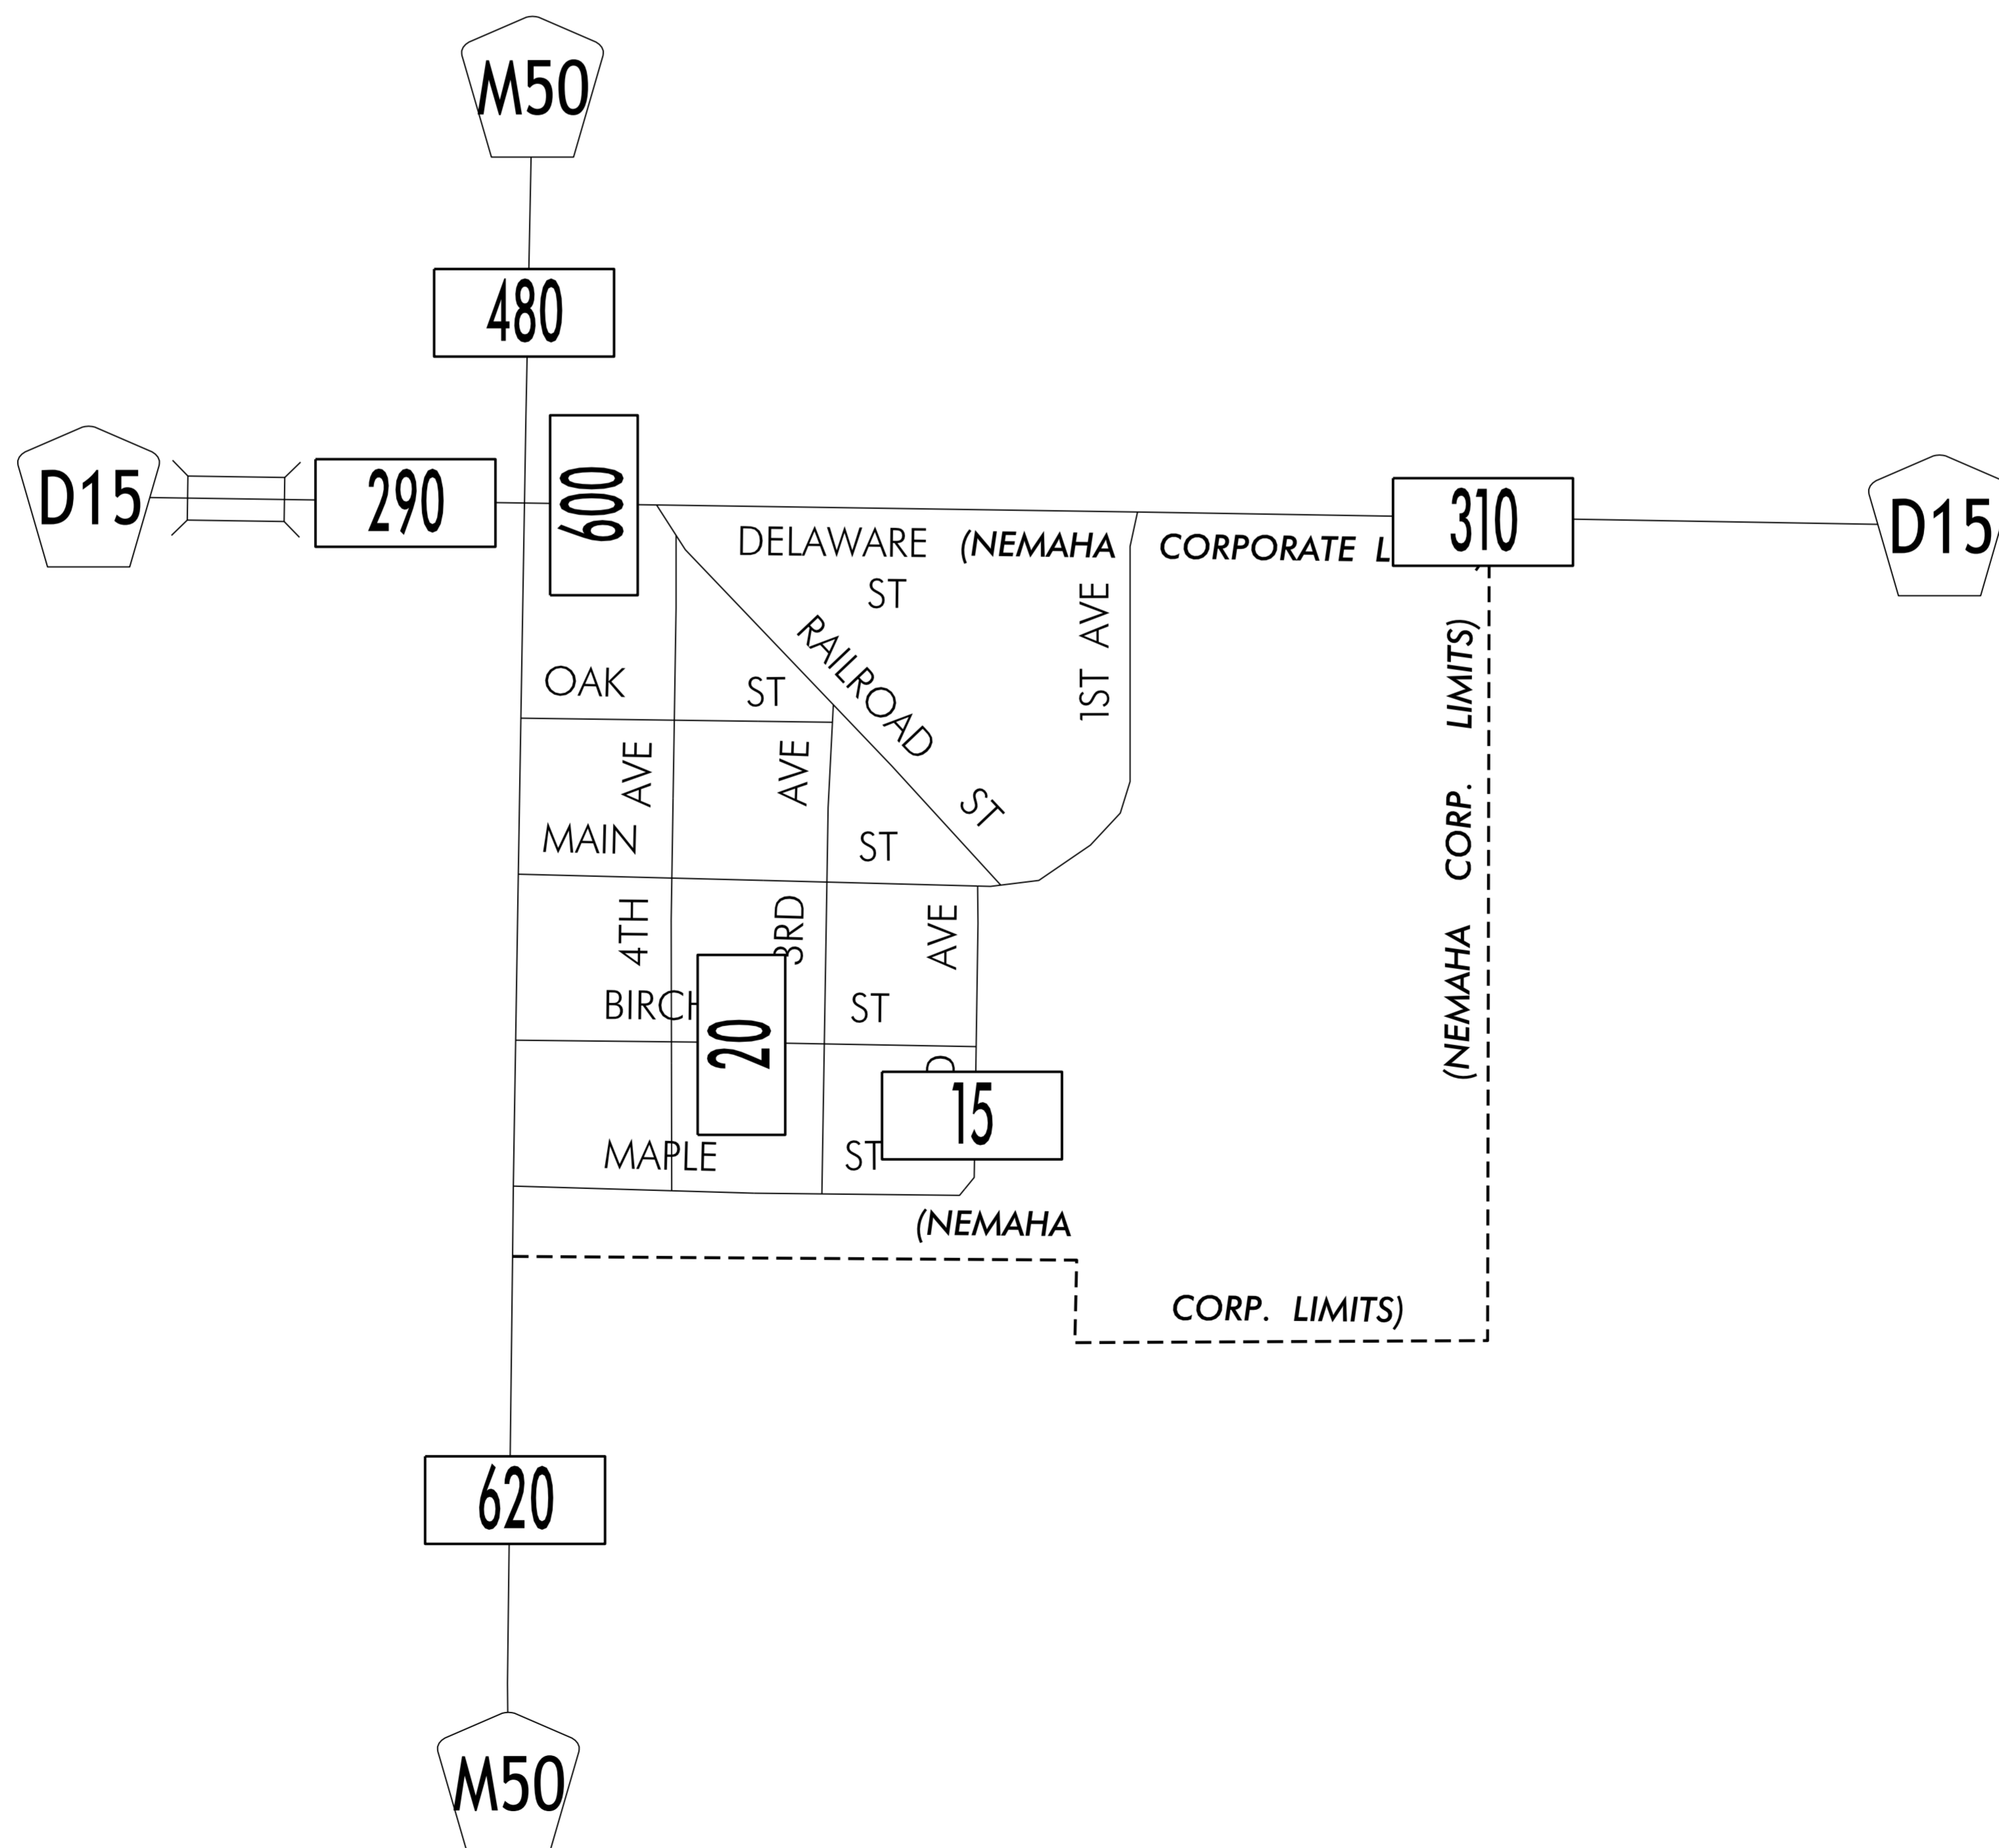 M50
480
D15
290
600
310
D15
DELAWARE ST
(NEMAHA CORPORATE L
RAILROAD ST
1ST AVE
OAK ST
AVE
AVE
MAIN ST
4TH
3RD
AVE
BIRCH ST
20
15
MAPLE ST
(NEMAHA CORP. LIMITS)
(NEMAHA
CORP. LIMITS)
620
M50